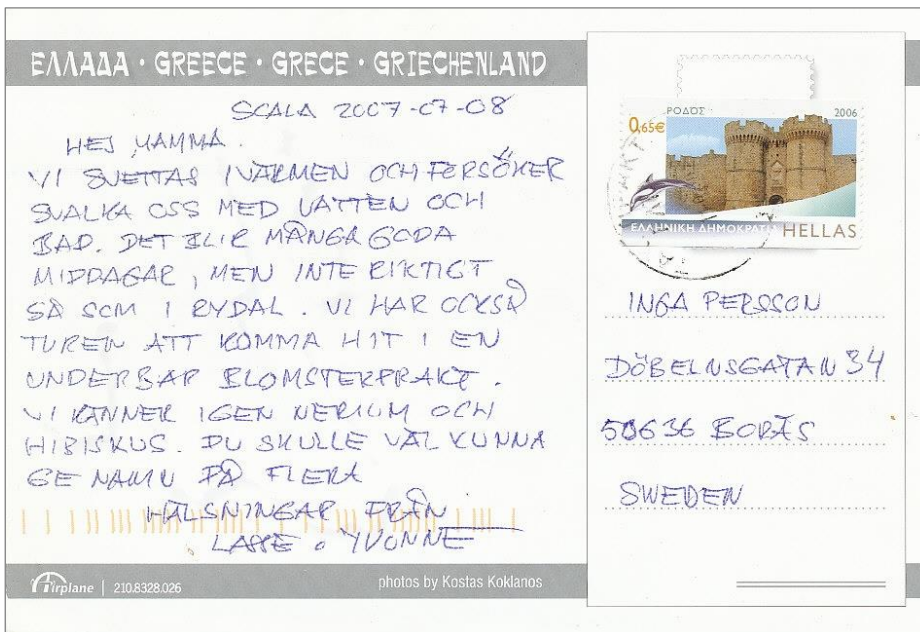 ΕΛΛΑΔΑ · GREECE · GRECE · GRIECHENLAND
SCALA 2007-07-08
HEJ MAMMA.
VI SVETTAS I VÄRMEN OCH FÖRSÖKER
SVALKA OSS MED VATTEN OCH
BAD. DET BLIR MÅNGA GODA
MIDDAGAR, MEN INTE RIKTIGT
SÅ SOM I RYDAL. VI HAR OCKSÅ
TUREN ATT KOMMA HIT I EN
UNDERBAR BLOMSTERPRAKT.
VI KÄNNER IGEN NERIUM OCH
HIBISKUS. DU SKULLE VÄL KUNNA
GE NAMN PÅ FLERA
HÄLSNINGAR FRÅN
LASSE o YVONNE
Airplane | 210.8328.026
photos by Kostas Koklanos
ΡΟΔΟΣ 2006
0,65€
ΕΛΛΗΝΙΚΗ ΔΗΜΟΚΡΑΤΙΑ HELLAS
INGA PERSSON
DÖBELNSGATAN 34
50636 BORÅS
SWEDEN